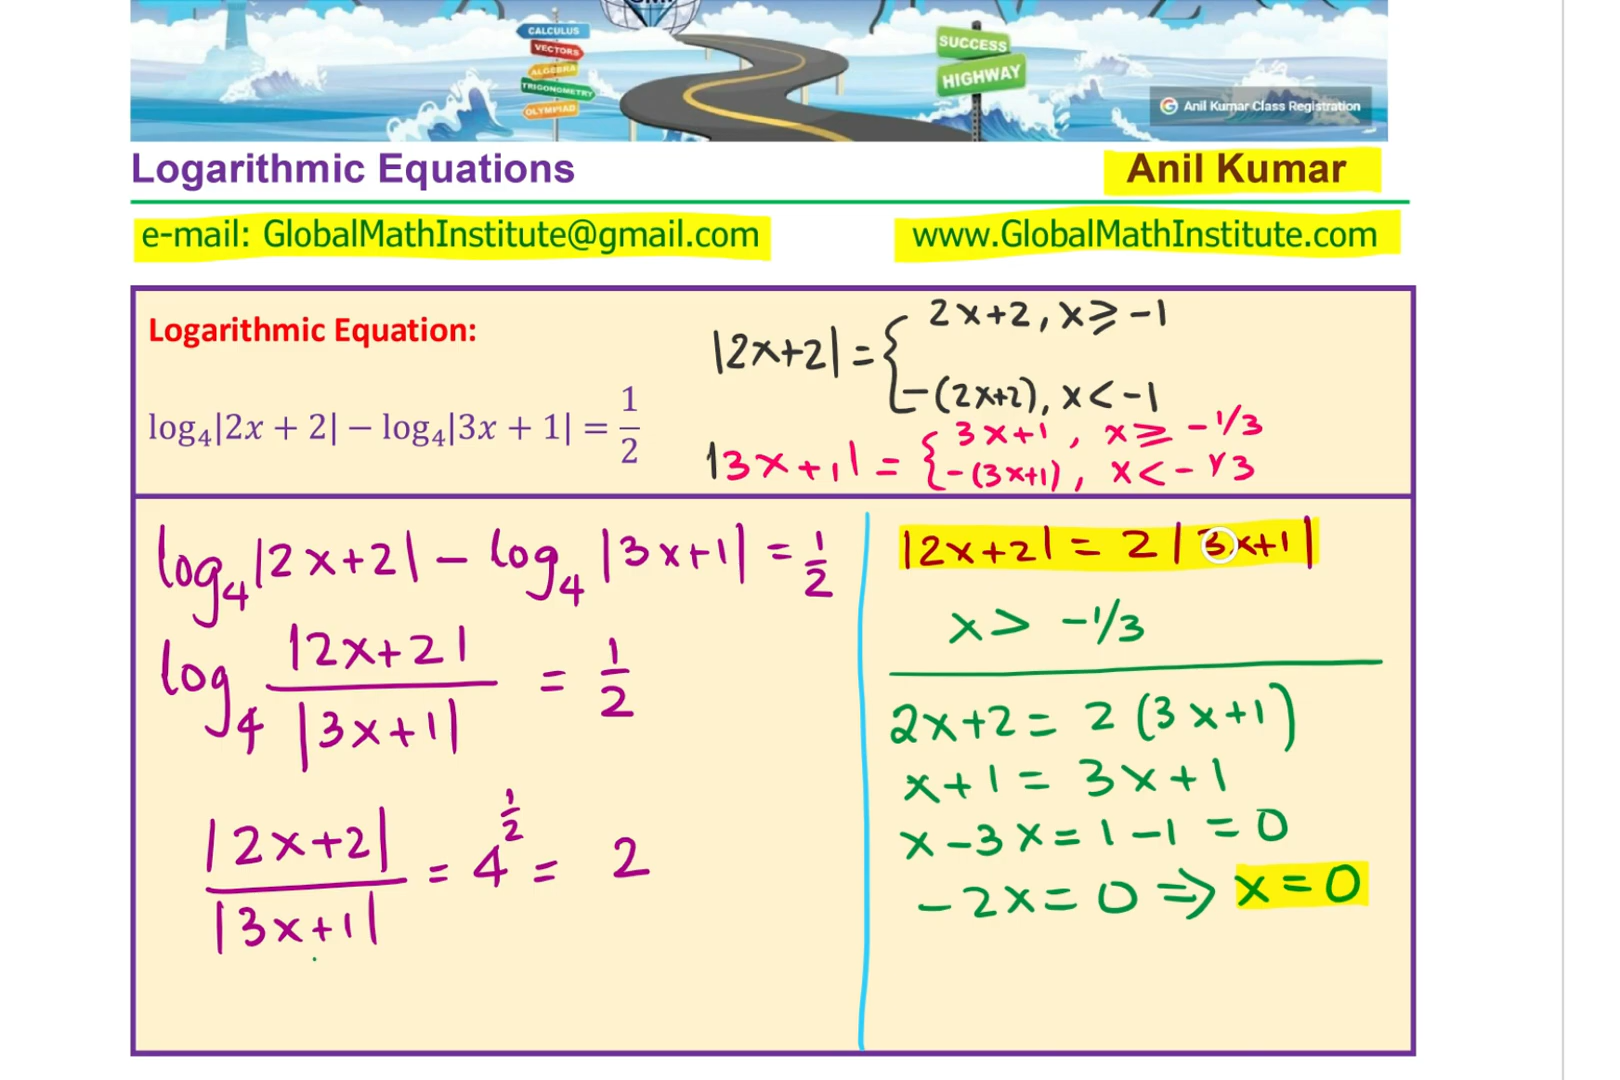 CALCULUS
VECTORS
ALGEBRA
TRIGONOMETRY
OLYMPIAD
SUCCESS
HIGHWAY
Anil Kumar Class Registration
Logarithmic Equations
Anil Kumar
e-mail: GlobalMathInstitute@gmail.com
www.GlobalMathInstitute.com
Logarithmic Equation:
log₄|2x + 2| − log₄|3x + 1| = 1/2
|2x+2| = { 2x+2, x ≥ -1
-(2x+2), x < -1
|3x+1| = { 3x+1, x ≥ -1/3
-(3x+1), x < -1/3
log₄|2x+2| - log₄|3x+1| = 1/2
log₄ |2x+2| / |3x+1| = 1/2
|2x+2| / |3x+1| = 4^(1/2) = 2
|2x+2| = 2|3x+1|
x > -1/3
2x+2 = 2(3x+1)
x+1 = 3x+1
x-3x = 1-1 = 0
-2x = 0 ⇒ x = 0